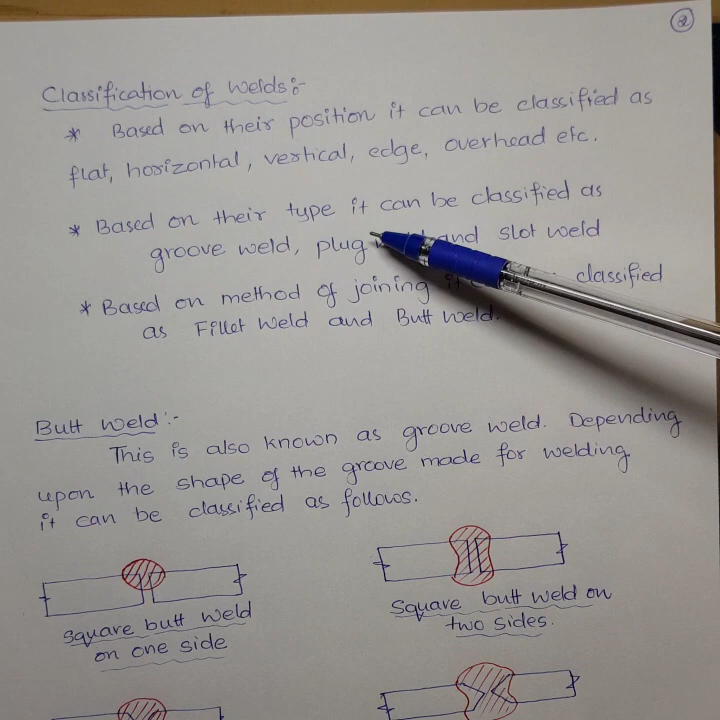 2
Classification of welds:-
* Based on their position it can be classified as
flat, horizontal, vertical, edge, overhead etc.
* Based on their type it can be classified as
groove weld, plug and slot weld
* Based on method of joining it classified
as Fillet weld and Butt weld.
Butt weld:-
This is also known as groove weld. Depending
upon the shape of the groove made for welding
it can be classified as follows.
Square butt weld
on one side
Square butt weld on
two sides.